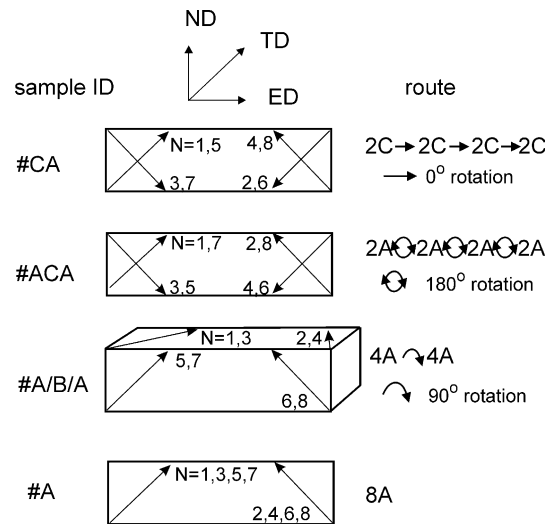 ND
TD
sample ID
ED
route
#CA
N=1,5
4,8
3,7
2,6
2C→2C→2C→2C
→ 0° rotation
#ACA
N=1,7
2,8
3,5
4,6
2A 2A 2A 2A
180° rotation
#A/B/A
N=1,3
2,4
5,7
6,8
4A 4A
90° rotation
#A
N=1,3,5,7
2,4,6,8
8A